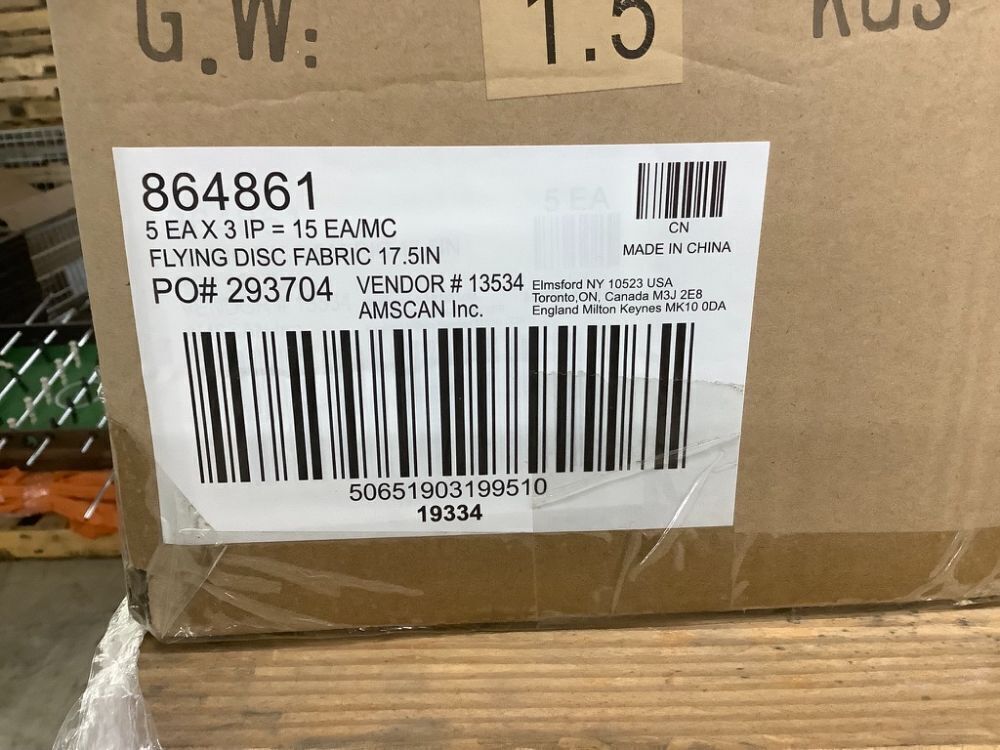 G.W: 1.5 KGS
864861
5 EA X 3 IP = 15 EA/MC
FLYING DISC FABRIC 17.5IN
PO# 293704
VENDOR # 13534
AMSCAN Inc.
5 EA
CN
MADE IN CHINA
Elmsford NY 10523 USA
Toronto,ON, Canada M3J 2E8
England Milton Keynes MK10 0DA
50651903199510
19334